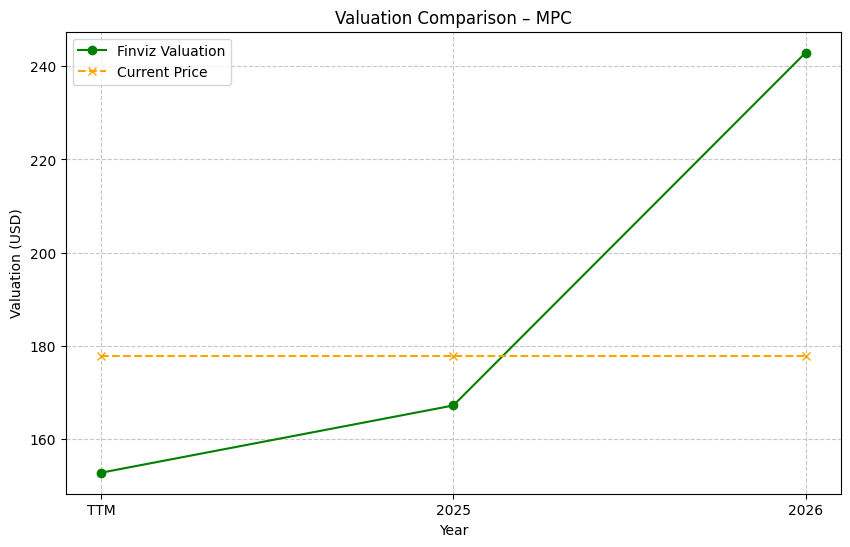 Valuation Comparison – MPC
Finviz Valuation
Current Price
Valuation (USD)
240
220
200
180
160
TTM
2025
2026
Year